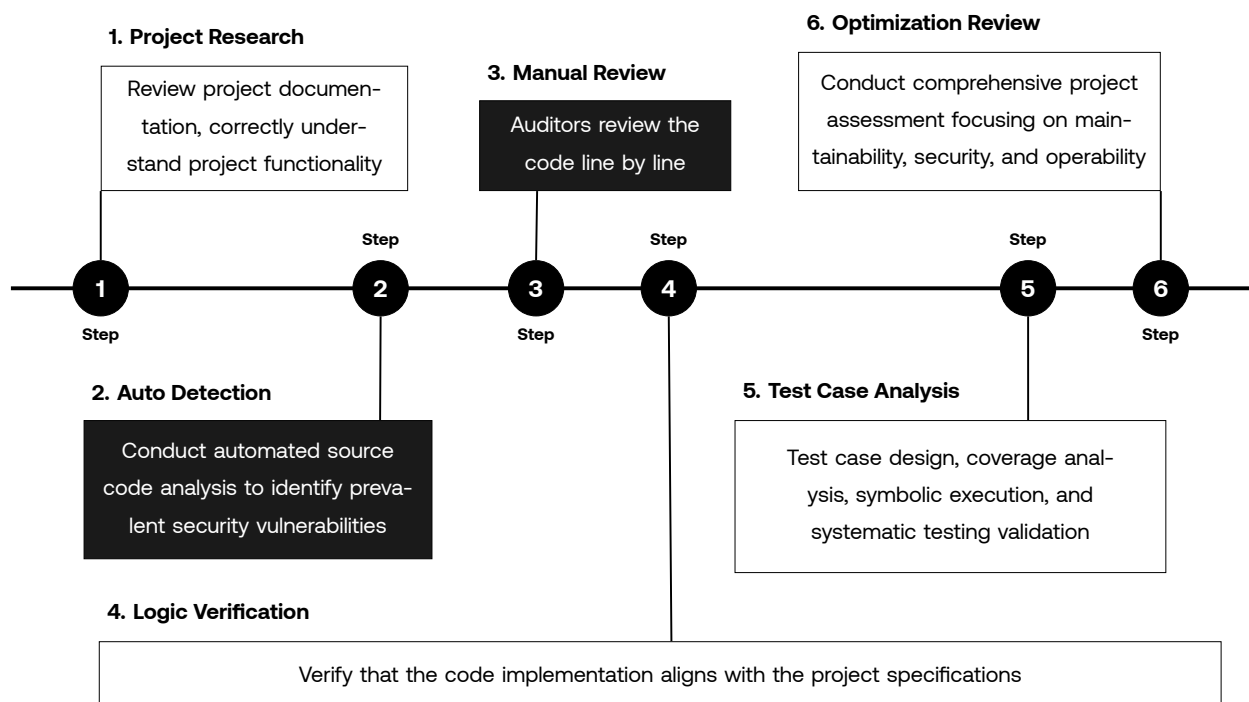 1. Project Research
Review project documen-
tation, correctly under-
stand project functionality
3. Manual Review
Auditors review the
code line by line
6. Optimization Review
Conduct comprehensive project
assessment focusing on main-
tainability, security, and operability
Step
Step
Step
1
2
3
4
5
6
Step
Step
Step
2. Auto Detection
Conduct automated source
code analysis to identify preva-
lent security vulnerabilities
5. Test Case Analysis
Test case design, coverage anal-
ysis, symbolic execution, and
systematic testing validation
4. Logic Verification
Verify that the code implementation aligns with the project specifications